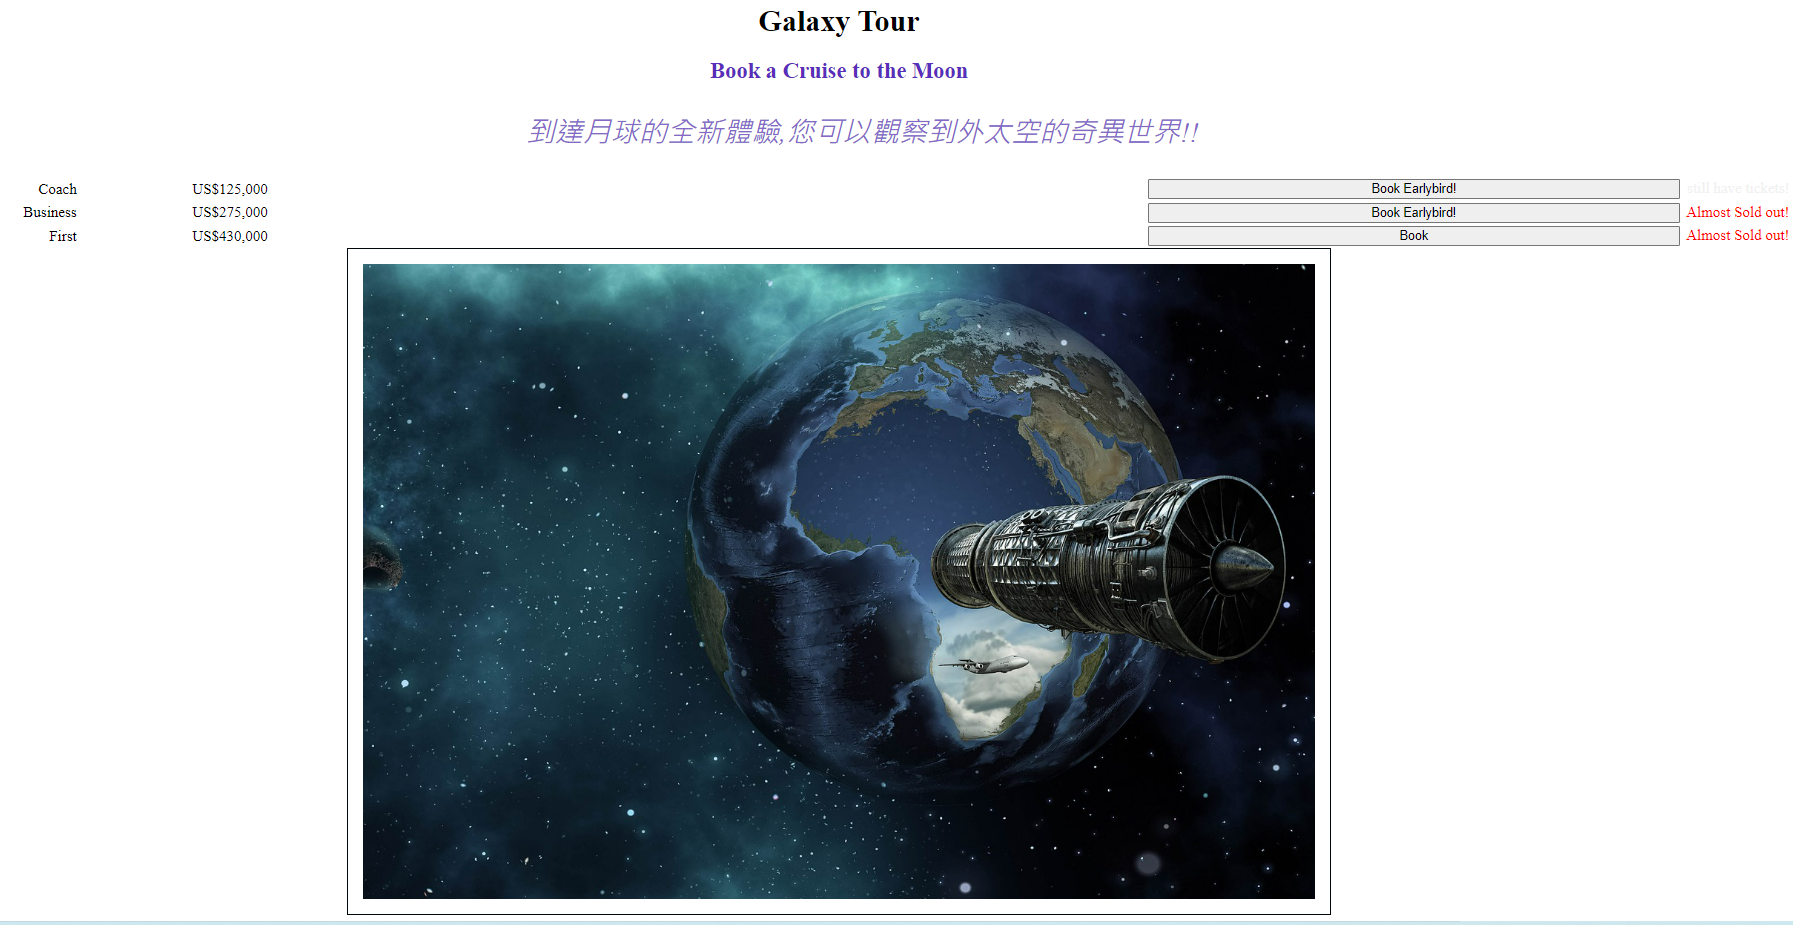 Galaxy Tour
Book a Cruise to the Moon
到達月球的全新體驗,您可以觀察到外太空的奇異世界!!
Coach US$125,000 Book Earlybird! still have tickets!
Business US$275,000 Book Earlybird! Almost Sold out!
First US$430,000 Book Almost Sold out!